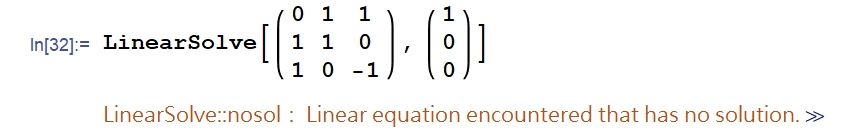 In[32]:= LinearSolve[(0 1 1
1 1 0
1 0 -1), (1
0
0)]
LinearSolve::nosol : Linear equation encountered that has no solution. ≫